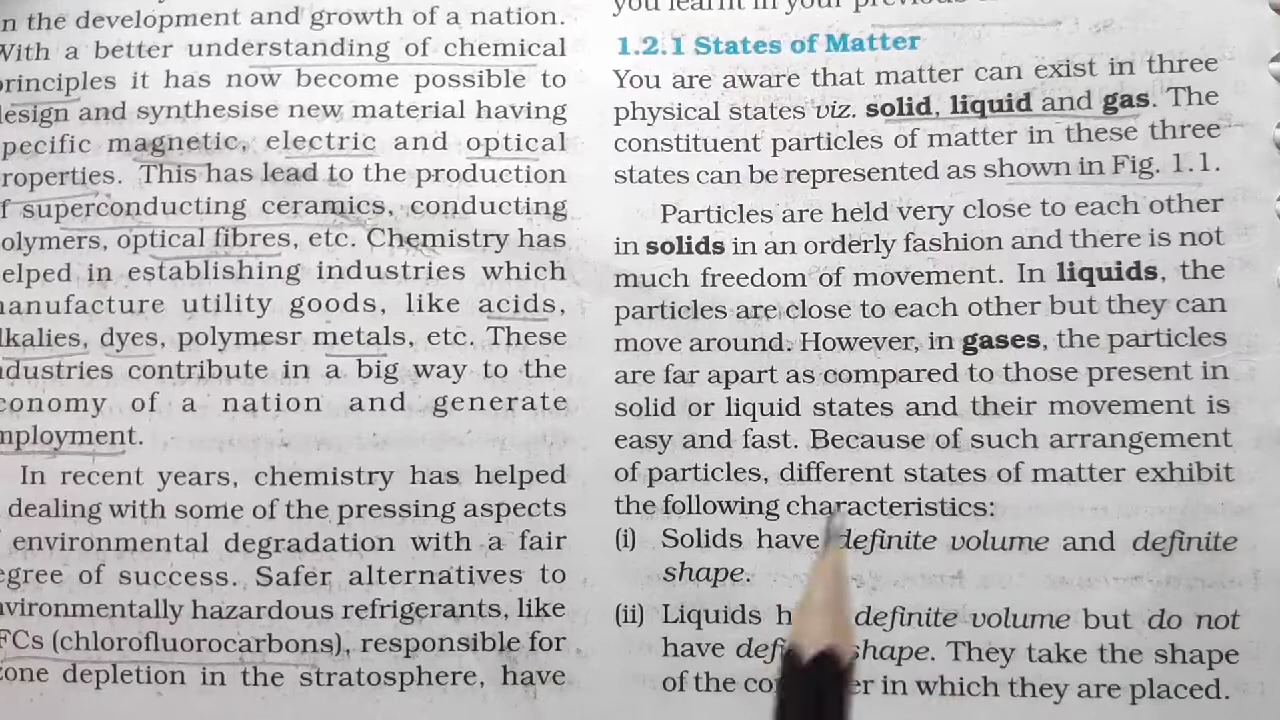 n the development and growth of a nation.
With a better understanding of chemical
principles it has now become possible to
design and synthesise new material having
pecific magnetic, electric and optical
roperties. This has lead to the production
f superconducting ceramics, conducting
olymers, optical fibres, etc. Chemistry has
elped in establishing industries which
manufacture utility goods, like acids,
lkalies, dyes, polymesr metals, etc. These
ndustries contribute in a big way to the
conomy of a nation and generate
mployment.
In recent years, chemistry has helped
dealing with some of the pressing aspects
environmental degradation with a fair
egree of success. Safer alternatives to
nvironmentally hazardous refrigerants, like
FCs (chlorofluorocarbons), responsible for
zone depletion in the stratosphere, have
you learnt in your
1.2.1 States of Matter
You are aware that matter can exist in three
physical states viz. solid, liquid and gas. The
constituent particles of matter in these three
states can be represented as shown in Fig. 1.1.
Particles are held very close to each other
in solids in an orderly fashion and there is not
much freedom of movement. In liquids, the
particles are close to each other but they can
move around. However, in gases, the particles
are far apart as compared to those present in
solid or liquid states and their movement is
easy and fast. Because of such arrangement
of particles, different states of matter exhibit
the following characteristics:
(i) Solids have definite volume and definite
shape.
(ii) Liquids definite volume but do not
have shape. They take the shape
of the in which they are placed.